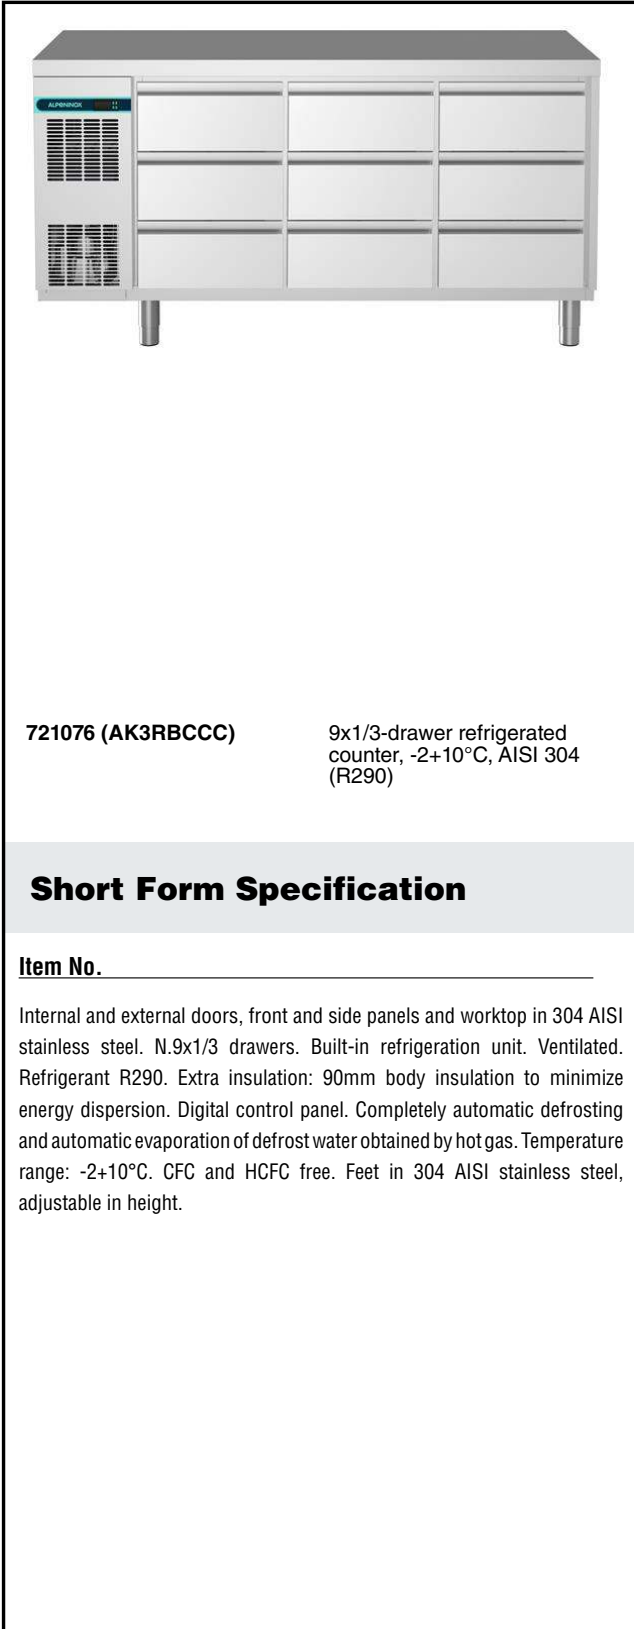 ALPENINOX
721076 (AK3RBCCC)
9x1/3-drawer refrigerated
counter, -2+10°C, AISI 304
(R290)
Short Form Specification
Item No.
Internal and external doors, front and side panels and worktop in 304 AISI
stainless steel. N.9x1/3 drawers. Built-in refrigeration unit. Ventilated.
Refrigerant R290. Extra insulation: 90mm body insulation to minimize
energy dispersion. Digital control panel. Completely automatic defrosting
and automatic evaporation of defrost water obtained by hot gas. Temperature
range: -2+10°C. CFC and HCFC free. Feet in 304 AISI stainless steel,
adjustable in height.